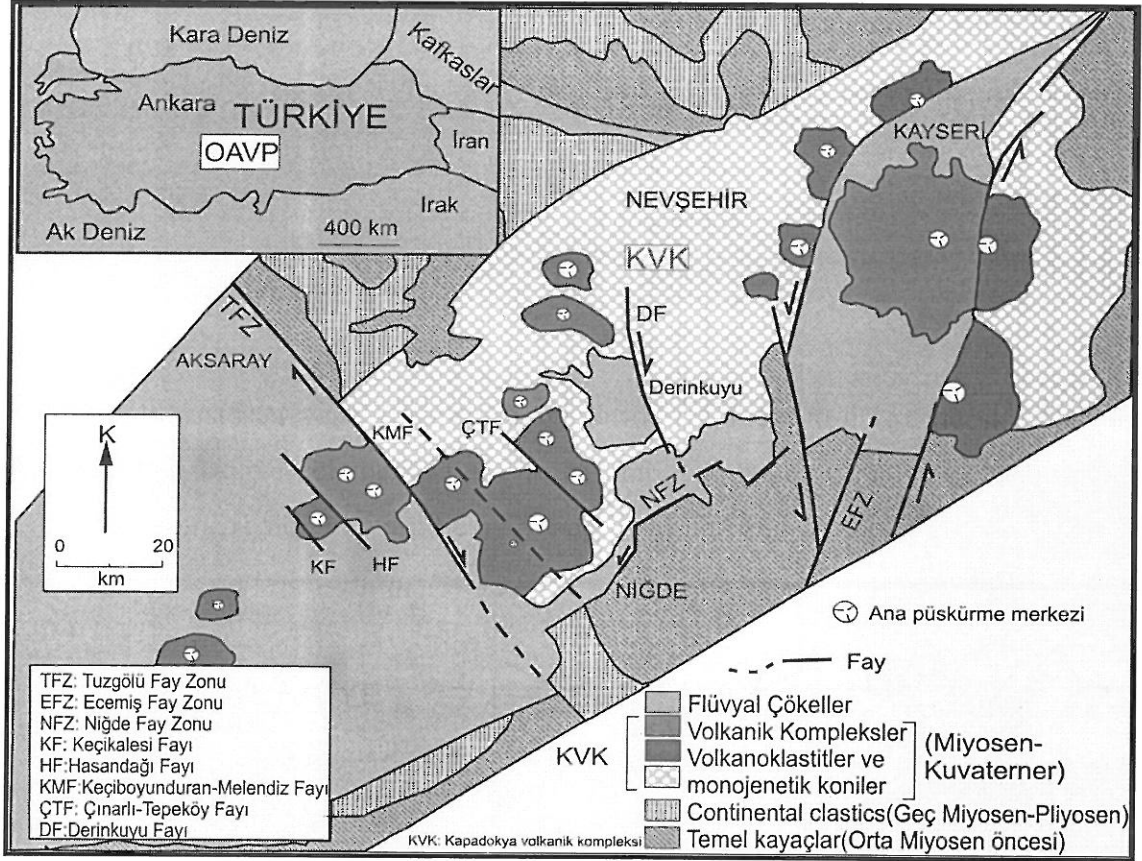 Kara Deniz
Kafkaslar
Ankara
TÜRKİYE
OAVP
İran
Irak
Ak Deniz
400 km
KAYSERİ
NEVŞEHİR
KVK
DF
Derinkuyu
TFZ
AKSARAY
KMF
ÇTF
K
0 20
km
KF
HF
NFZ
EFZ
NİĞDE
Ana püskürme merkezi
Fay
TFZ: Tuzgölü Fay Zonu
EFZ: Ecemiş Fay Zonu
NFZ: Niğde Fay Zonu
KF: Keçikalesi Fayı
HF:Hasandağı Fayı
KMF:Keçiboyunduran-Melendiz Fayı
ÇTF: Çınarlı-Tepeköy Fayı
DF:Derinkuyu Fayı
Flüvyal Çökeller
KVK
Volkanik Kompleksler
Volkanoklastitler ve
monojenetik koniler
(Miyosen-
Kuvaterner)
Continental clastics(Geç Miyosen-Pliyosen)
Temel kayaçlar(Orta Miyosen öncesi)
KVK: Kapadokya volkanik kompleksi